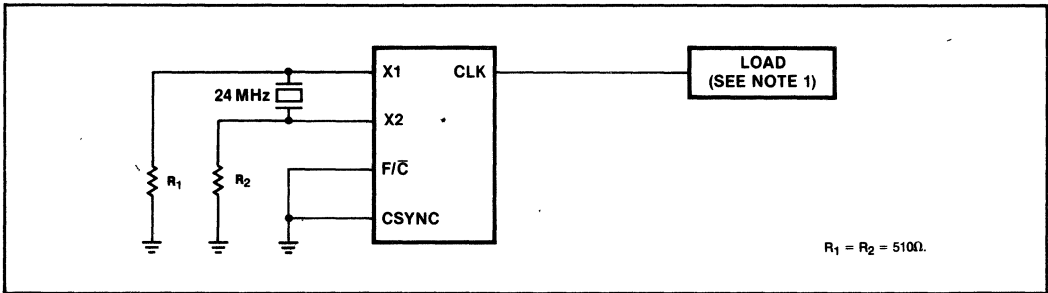 X1 CLK
LOAD
(SEE NOTE 1)
24 MHz
X2
F/C̅
R₁ R₂
CSYNC
R₁ = R₂ = 510Ω.